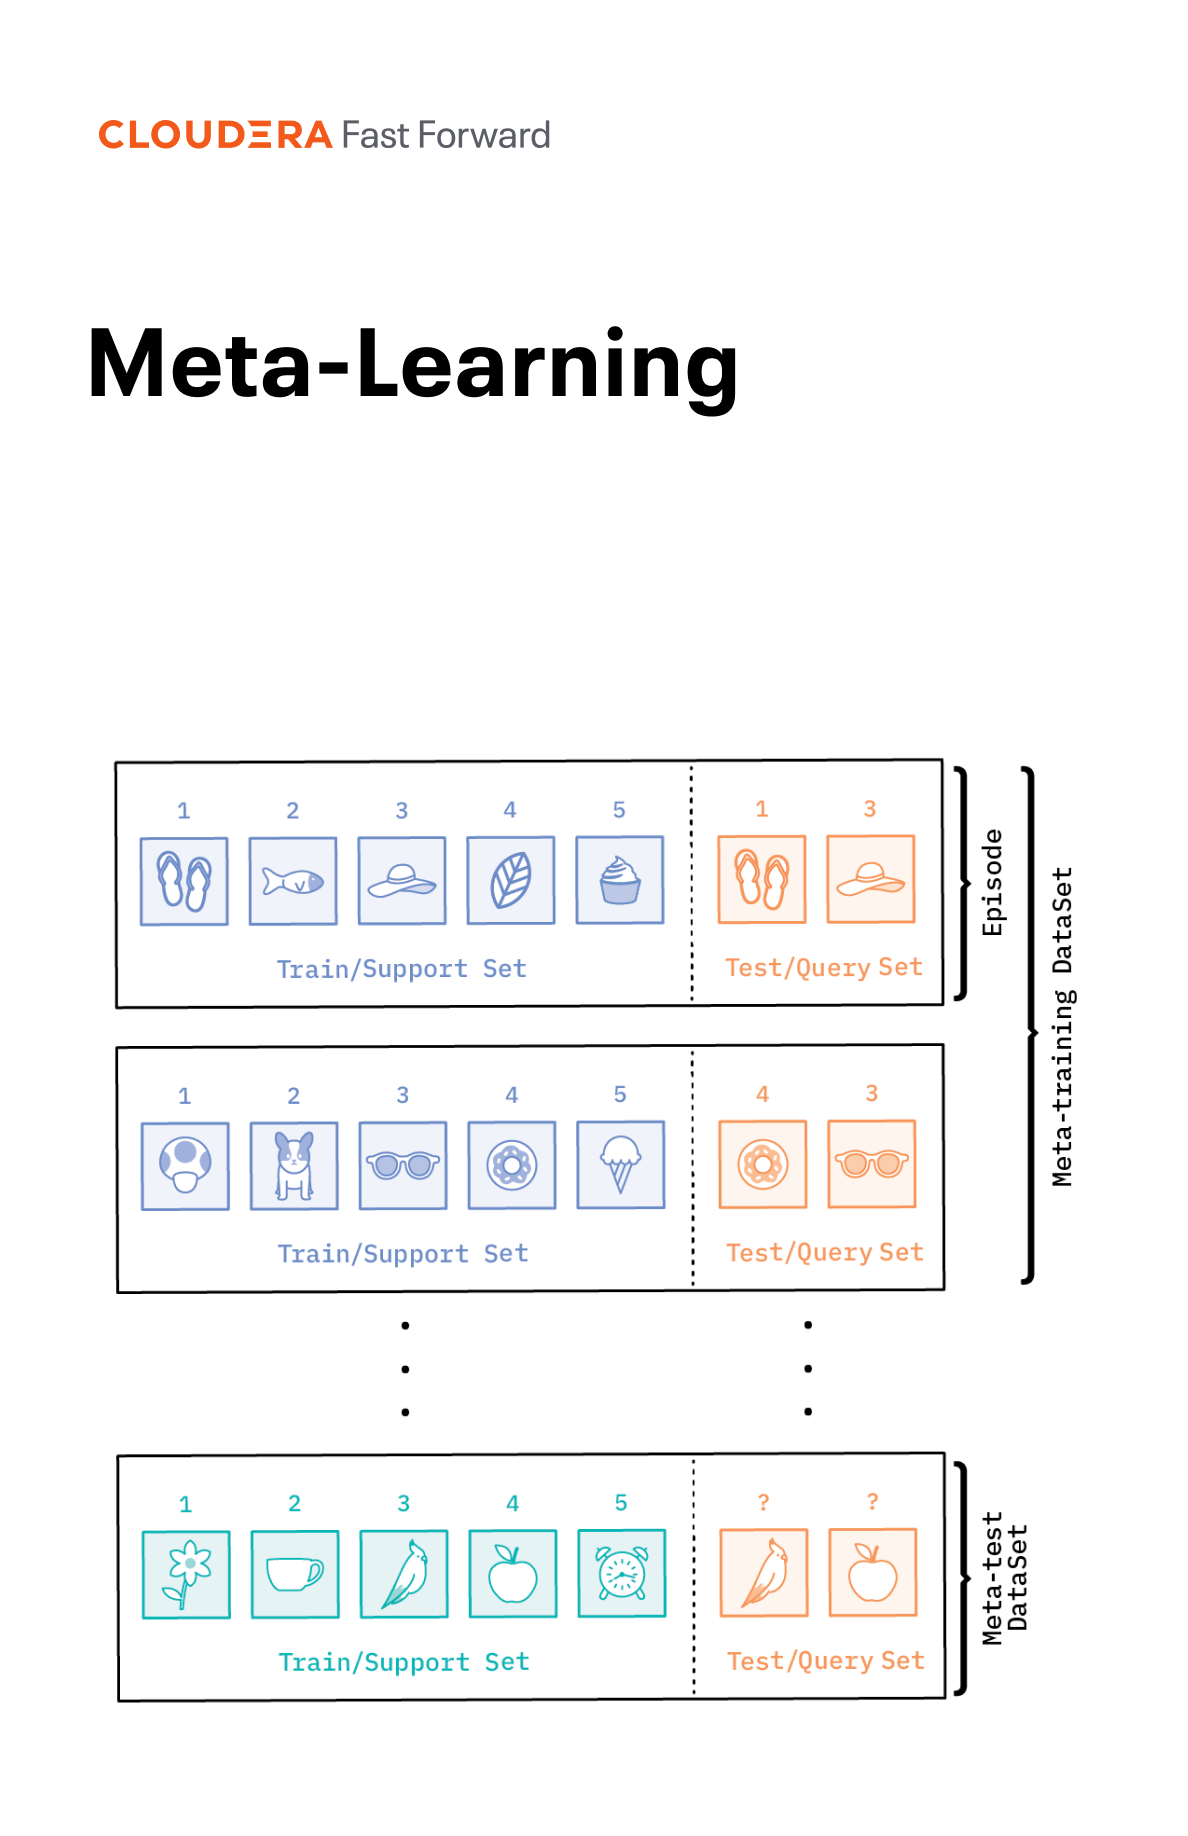 CLOUDERA Fast Forward
Meta-Learning
1 2 3 4 5 1 3
Train/Support Set Test/Query Set
Episode
Meta-training DataSet
1 2 3 4 5 4 3
Train/Support Set Test/Query Set
1 2 3 4 5 ? ?
Train/Support Set Test/Query Set
Meta-test
DataSet